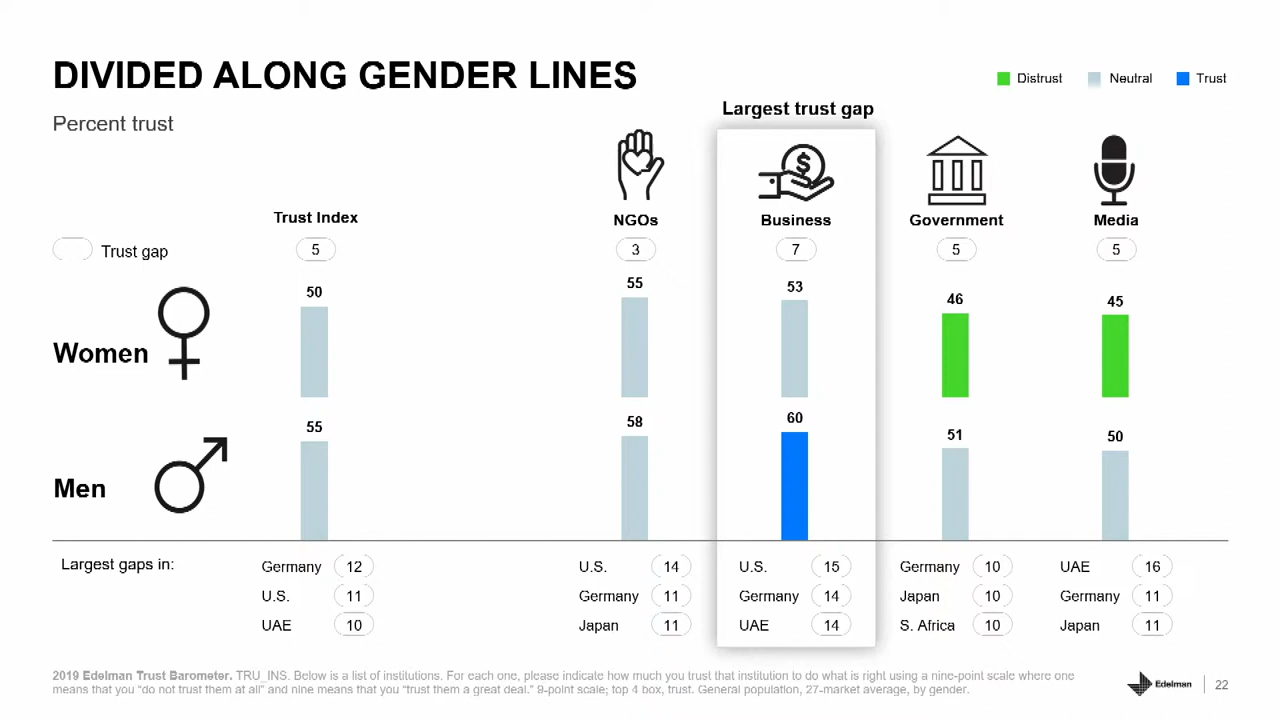 DIVIDED ALONG GENDER LINES
Distrust Neutral Trust
Percent trust
Largest trust gap
$
Trust Index NGOs Business Government Media
Trust gap 5 3 7 5 5
50 55 53 46 45
Women
55 58 60 51 50
Men
Largest gaps in:
Germany 12 U.S. 14 U.S. 15 Germany 10 UAE 16
U.S. 11 Germany 11 Germany 14 Japan 10 Germany 11
UAE 10 Japan 11 UAE 14 S. Africa 10 Japan 11
2019 Edelman Trust Barometer. TRU_INS. Below is a list of institutions. For each one, please indicate how much you trust that institution to do what is right using a nine-point scale where one
means that you “do not trust them at all” and nine means that you “trust them a great deal.” 9-point scale; top 4 box, trust. General population, 27-market average, by gender.
Edelman 22